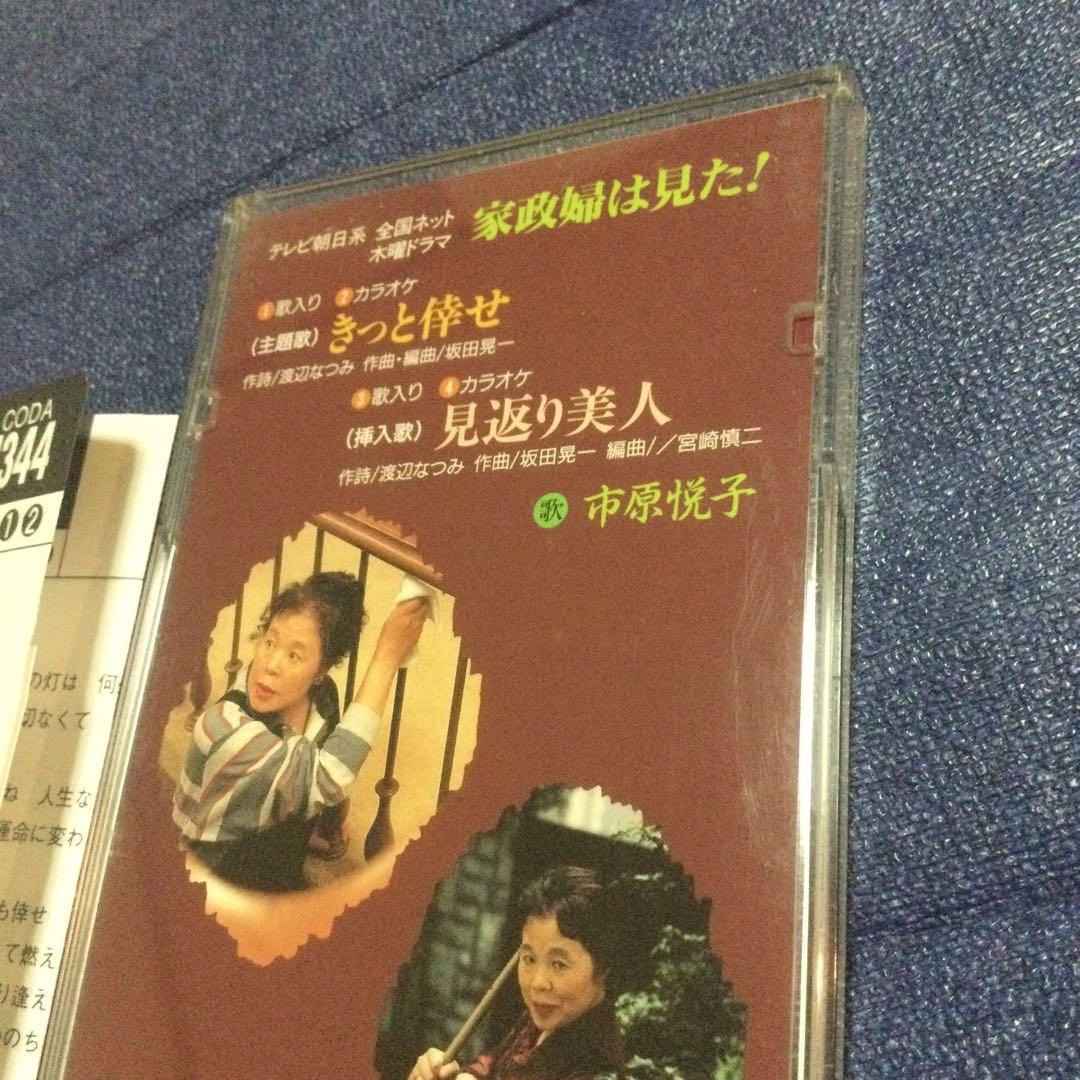 テレビ朝日系 全国ネット
木曜ドラマ
家政婦は見た!
1歌入り 2カラオケ
(主題歌) きっと倖せ
作詩/渡辺なつみ 作曲・編曲/坂田晃一
3歌入り 4カラオケ
(挿入歌) 見返り美人
作詩/渡辺なつみ 作曲/坂田晃一 編曲//宮崎慎二
歌 市原悦子
CODA
344
❶❷
の灯は 何
切なくて
ね 人生な
運命に変わ
も倖せ
て燃え
り逢え
のち